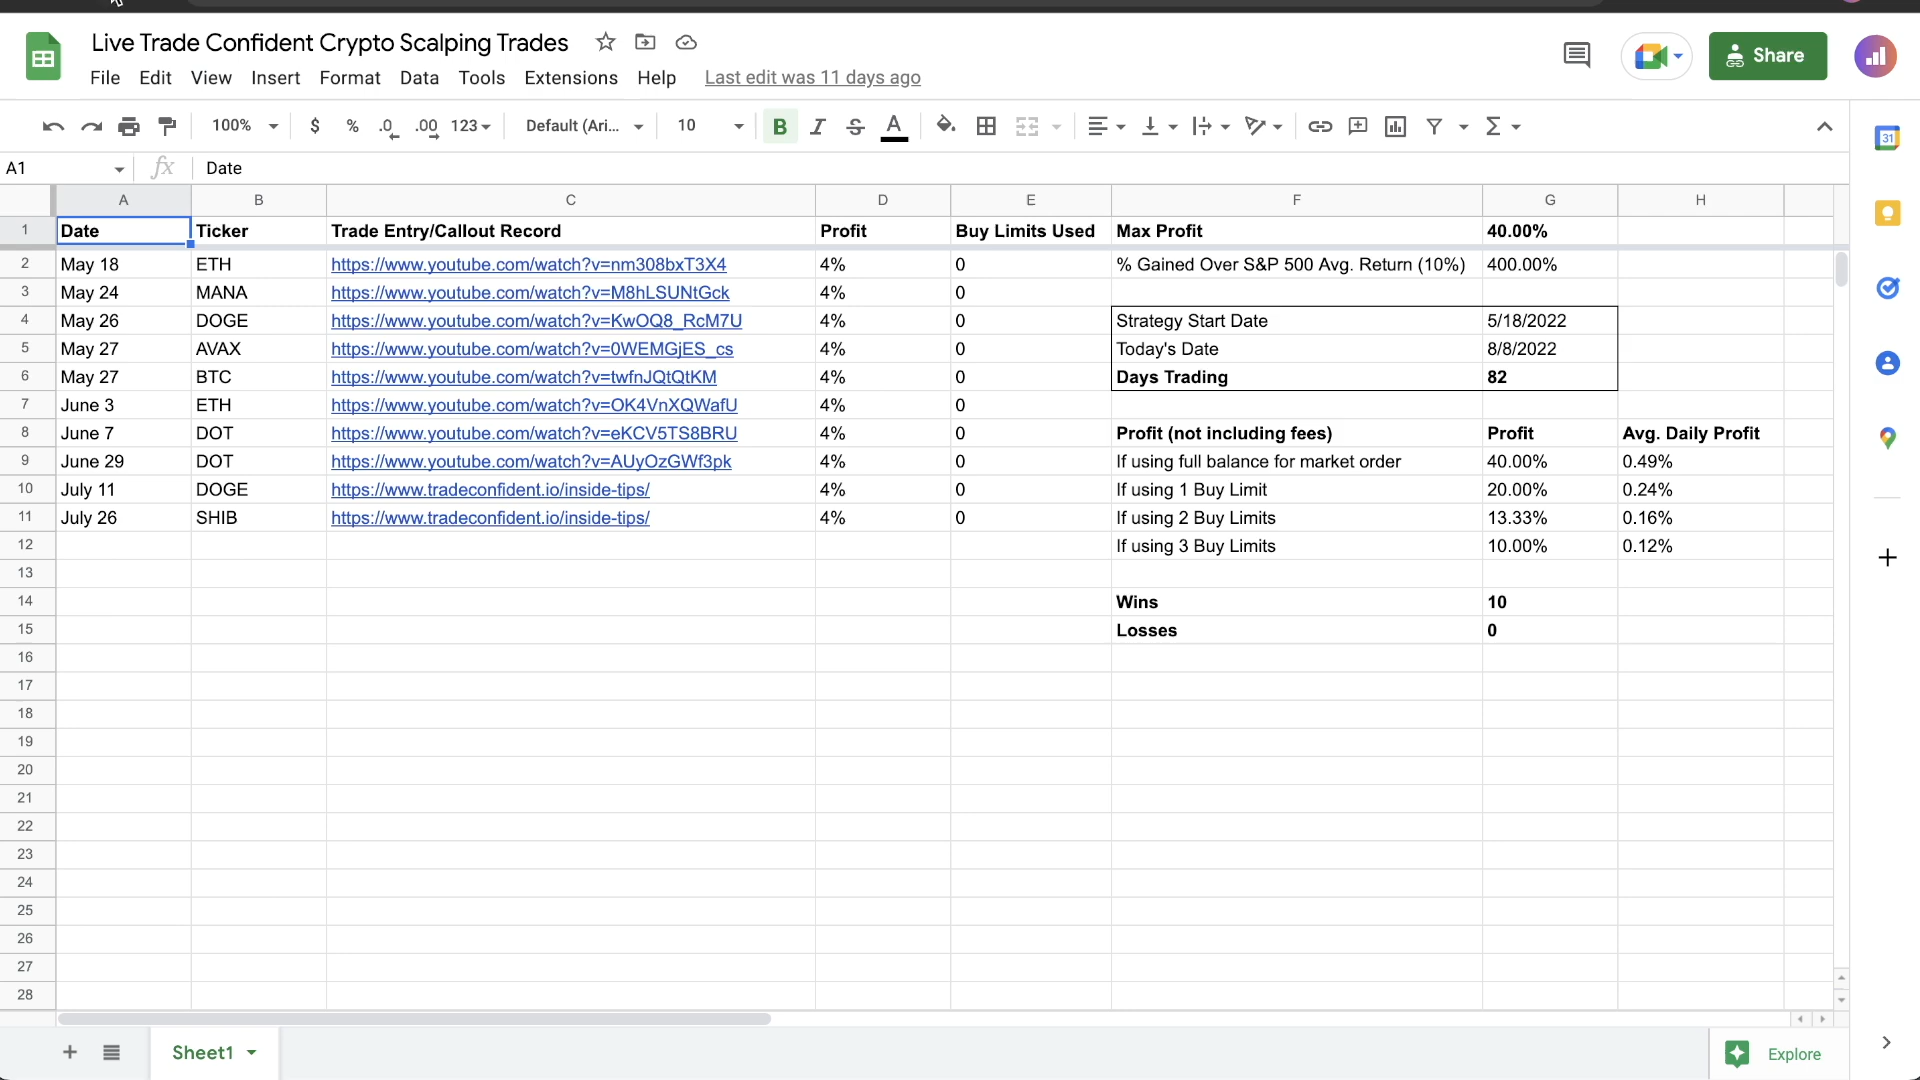 Live Trade Confident Crypto Scalping Trades
File Edit View Insert Format Data Tools Extensions Help Last edit was 11 days ago
Share
100% $ % .0 .00 123 Default (Ari... 10 B I S A
31
A1 fx Date
A B C D E F G H
1 Date Ticker Trade Entry/Callout Record Profit Buy Limits Used Max Profit 40.00%
2 May 18 ETH https://www.youtube.com/watch?v=nm308bxT3X4 4% 0 % Gained Over S&P 500 Avg. Return (10%) 400.00%
3 May 24 MANA https://www.youtube.com/watch?v=M8hLSUNtGck 4% 0
4 May 26 DOGE https://www.youtube.com/watch?v=KwOQ8_RcM7U 4% 0 Strategy Start Date 5/18/2022
5 May 27 AVAX https://www.youtube.com/watch?v=0WEMGjES_cs 4% 0 Today's Date 8/8/2022
6 May 27 BTC https://www.youtube.com/watch?v=twfnJQtQtKM 4% 0 Days Trading 82
7 June 3 ETH https://www.youtube.com/watch?v=OK4VnXQWafU 4% 0
8 June 7 DOT https://www.youtube.com/watch?v=eKCV5TS8BRU 4% 0 Profit (not including fees) Profit Avg. Daily Profit
9 June 29 DOT https://www.youtube.com/watch?v=AUyOzGWf3pk 4% 0 If using full balance for market order 40.00% 0.49%
10 July 11 DOGE https://www.tradeconfident.io/inside-tips/ 4% 0 If using 1 Buy Limit 20.00% 0.24%
11 July 26 SHIB https://www.tradeconfident.io/inside-tips/ 4% 0 If using 2 Buy Limits 13.33% 0.16%
12 If using 3 Buy Limits 10.00% 0.12%
13
14 Wins 10
15 Losses 0
16
17
18
19
20
21
22
23
24
25
26
27
28
Sheet1
Explore